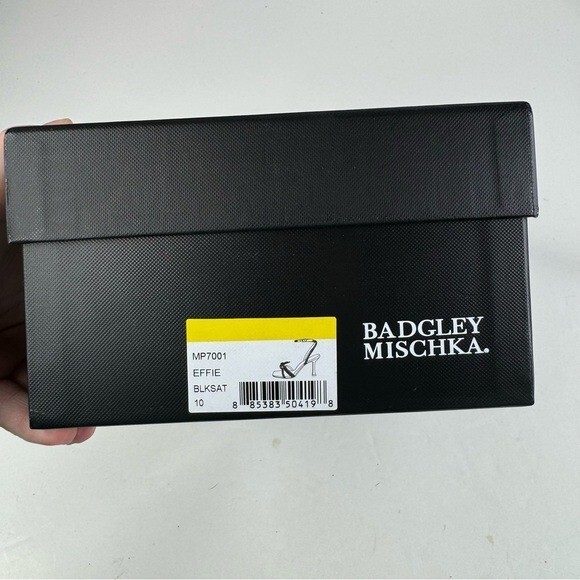 MP7001
EFFIE
BLKSAT
10
8 85383 50419 8
BADGLEY
MISCHKA.